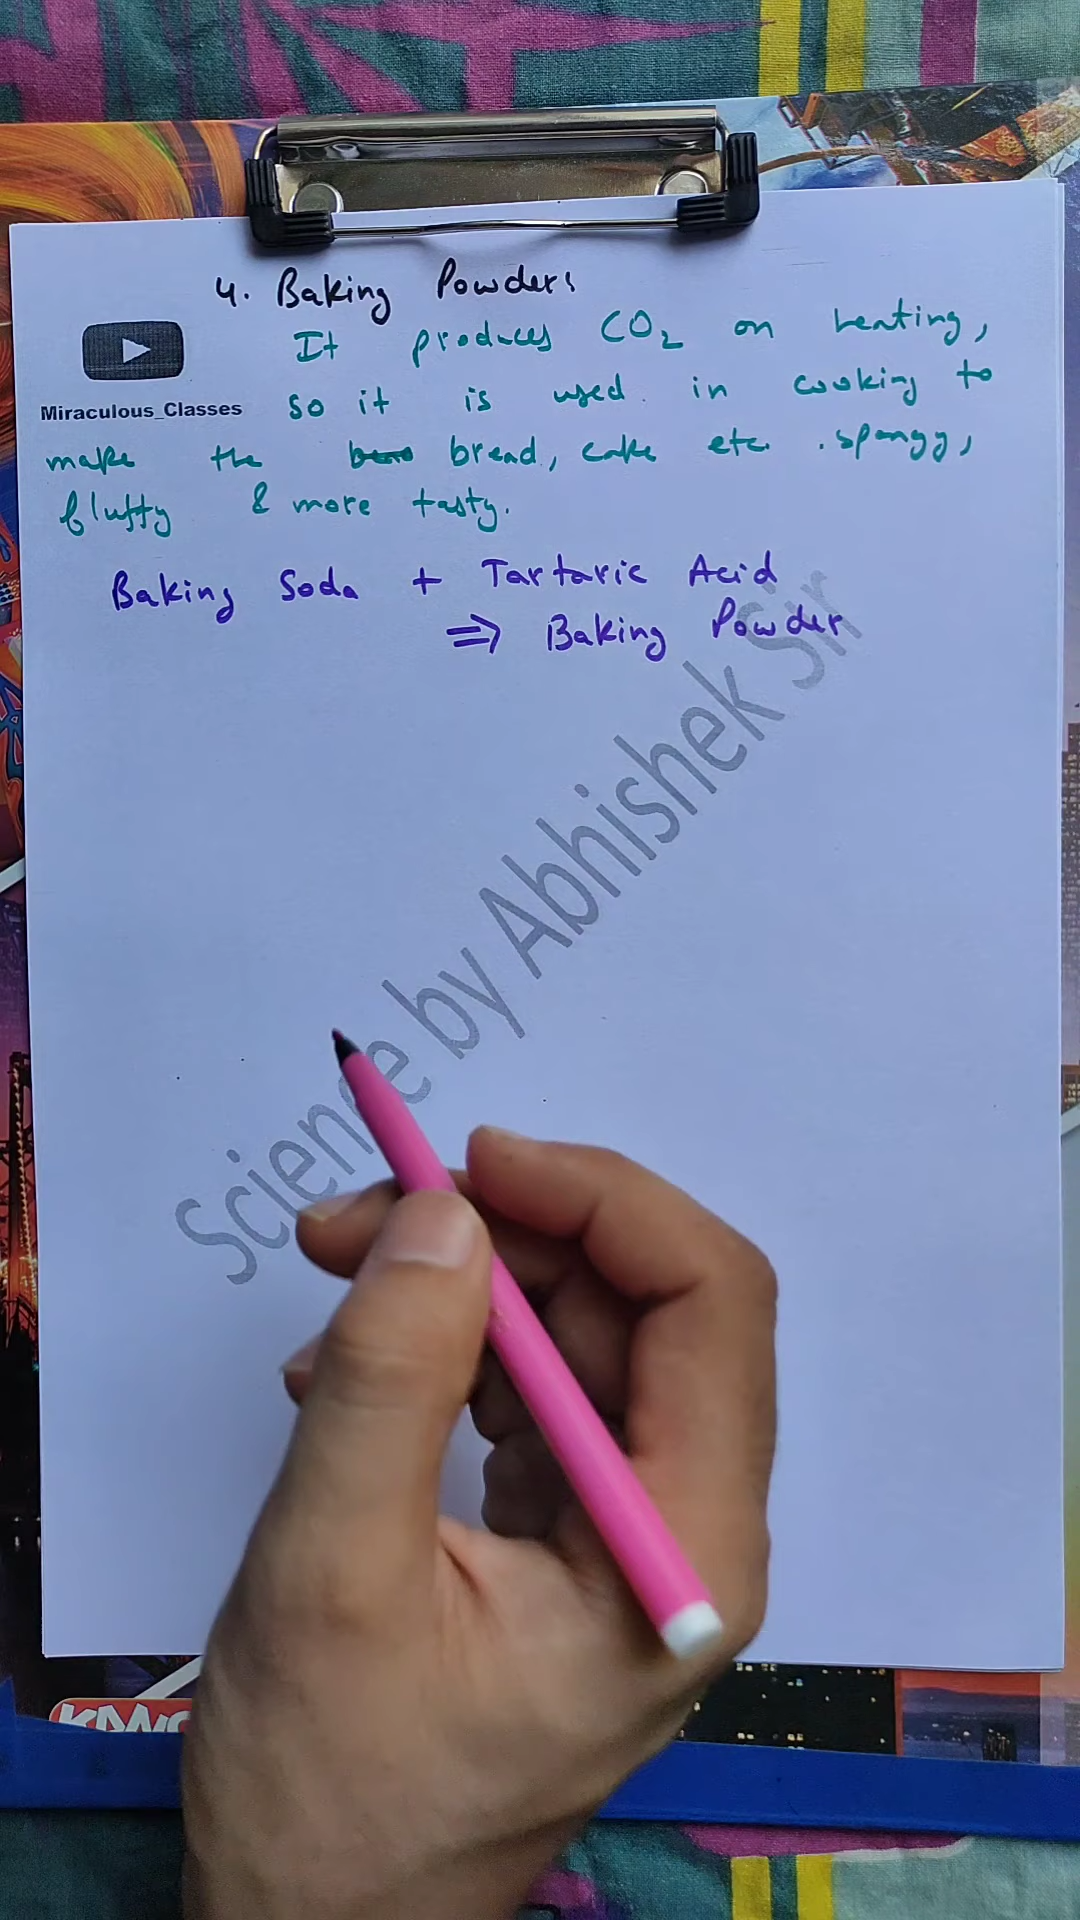 4. Baking Powder:
It produces CO₂ on heating,
so it is used in cooking to
make the bread, cake etc. spongy,
fluffy & more tasty.
Baking Soda + Tartaric Acid
⇒ Baking Powder
Miraculous_Classes
Science by Abhishek Sir